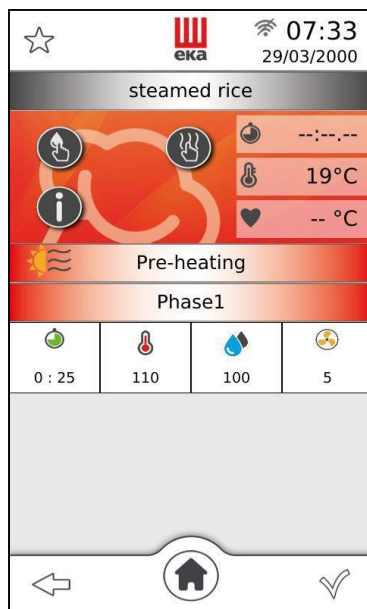 07:33
eka
29/03/2000
steamed rice
--:--.--
19°C
-- °C
Pre-heating
Phase1
0 : 25 110 100 5